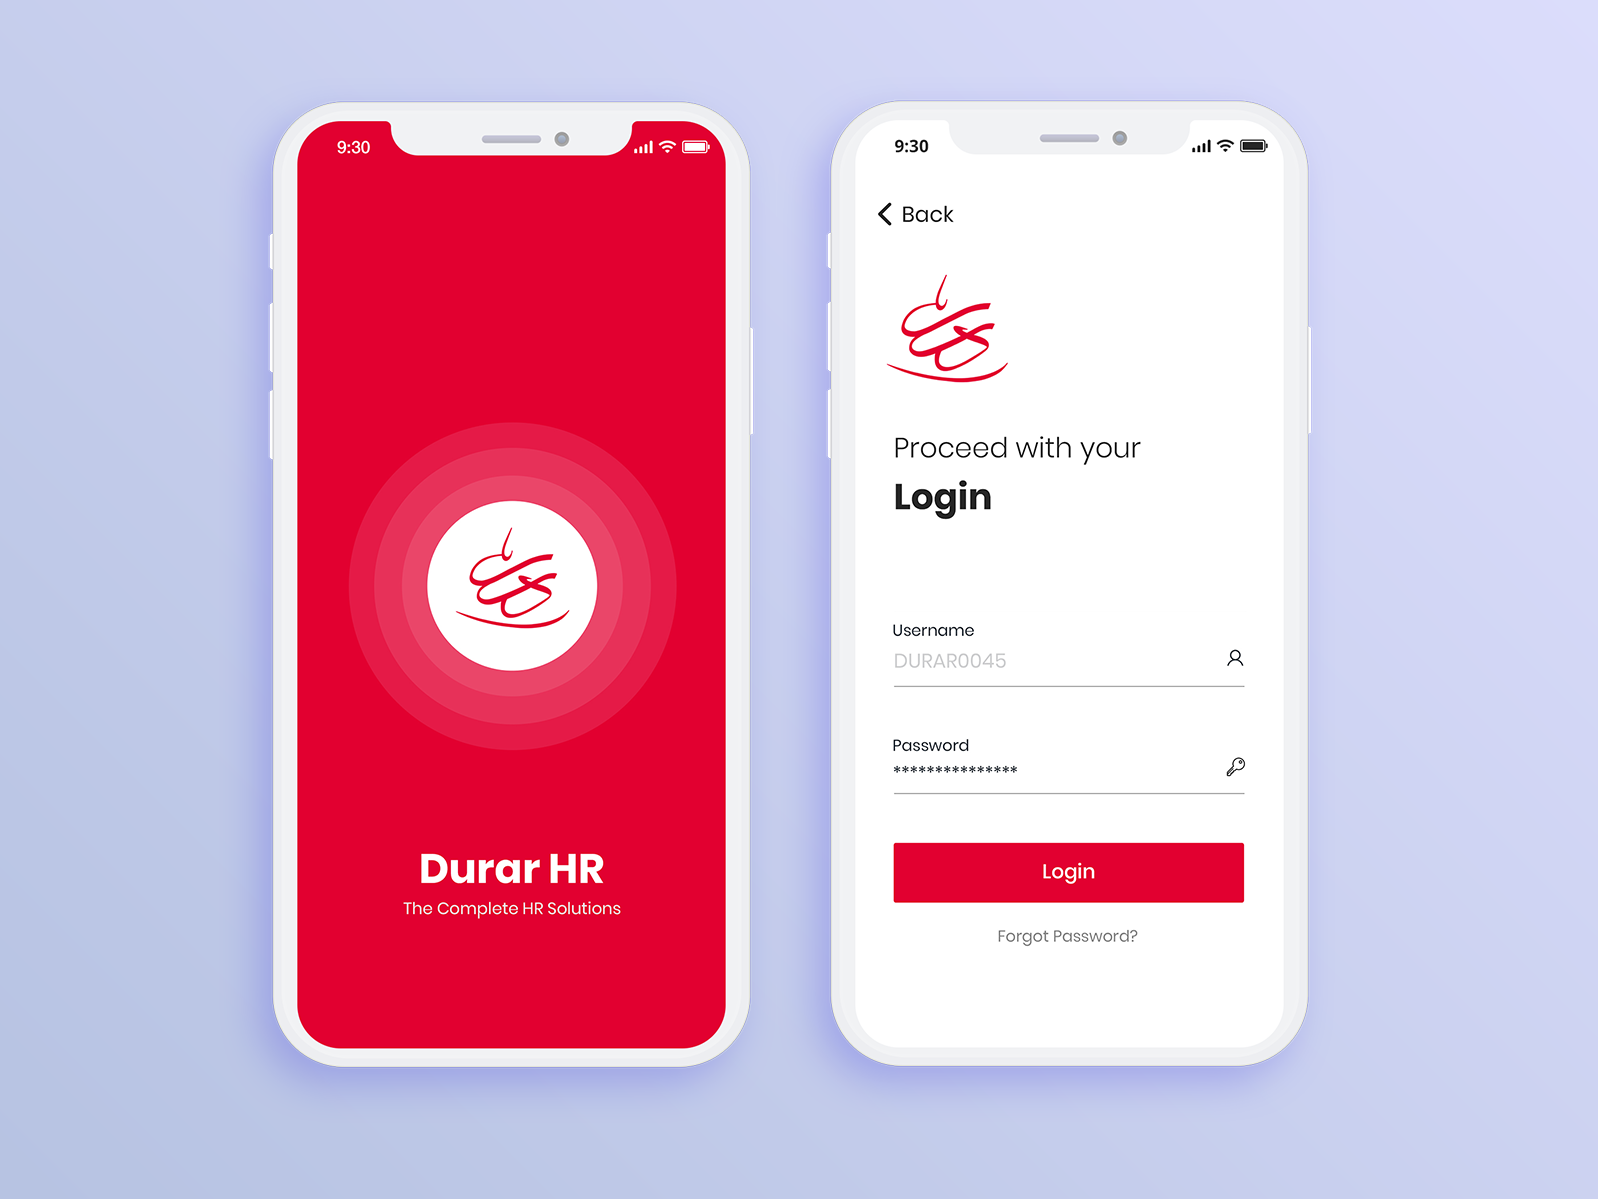 9:30
Durar HR
The Complete HR Solutions
9:30
Back
Proceed with your
Login
Username
DURAR0045
Password
***************
Login
Forgot Password?